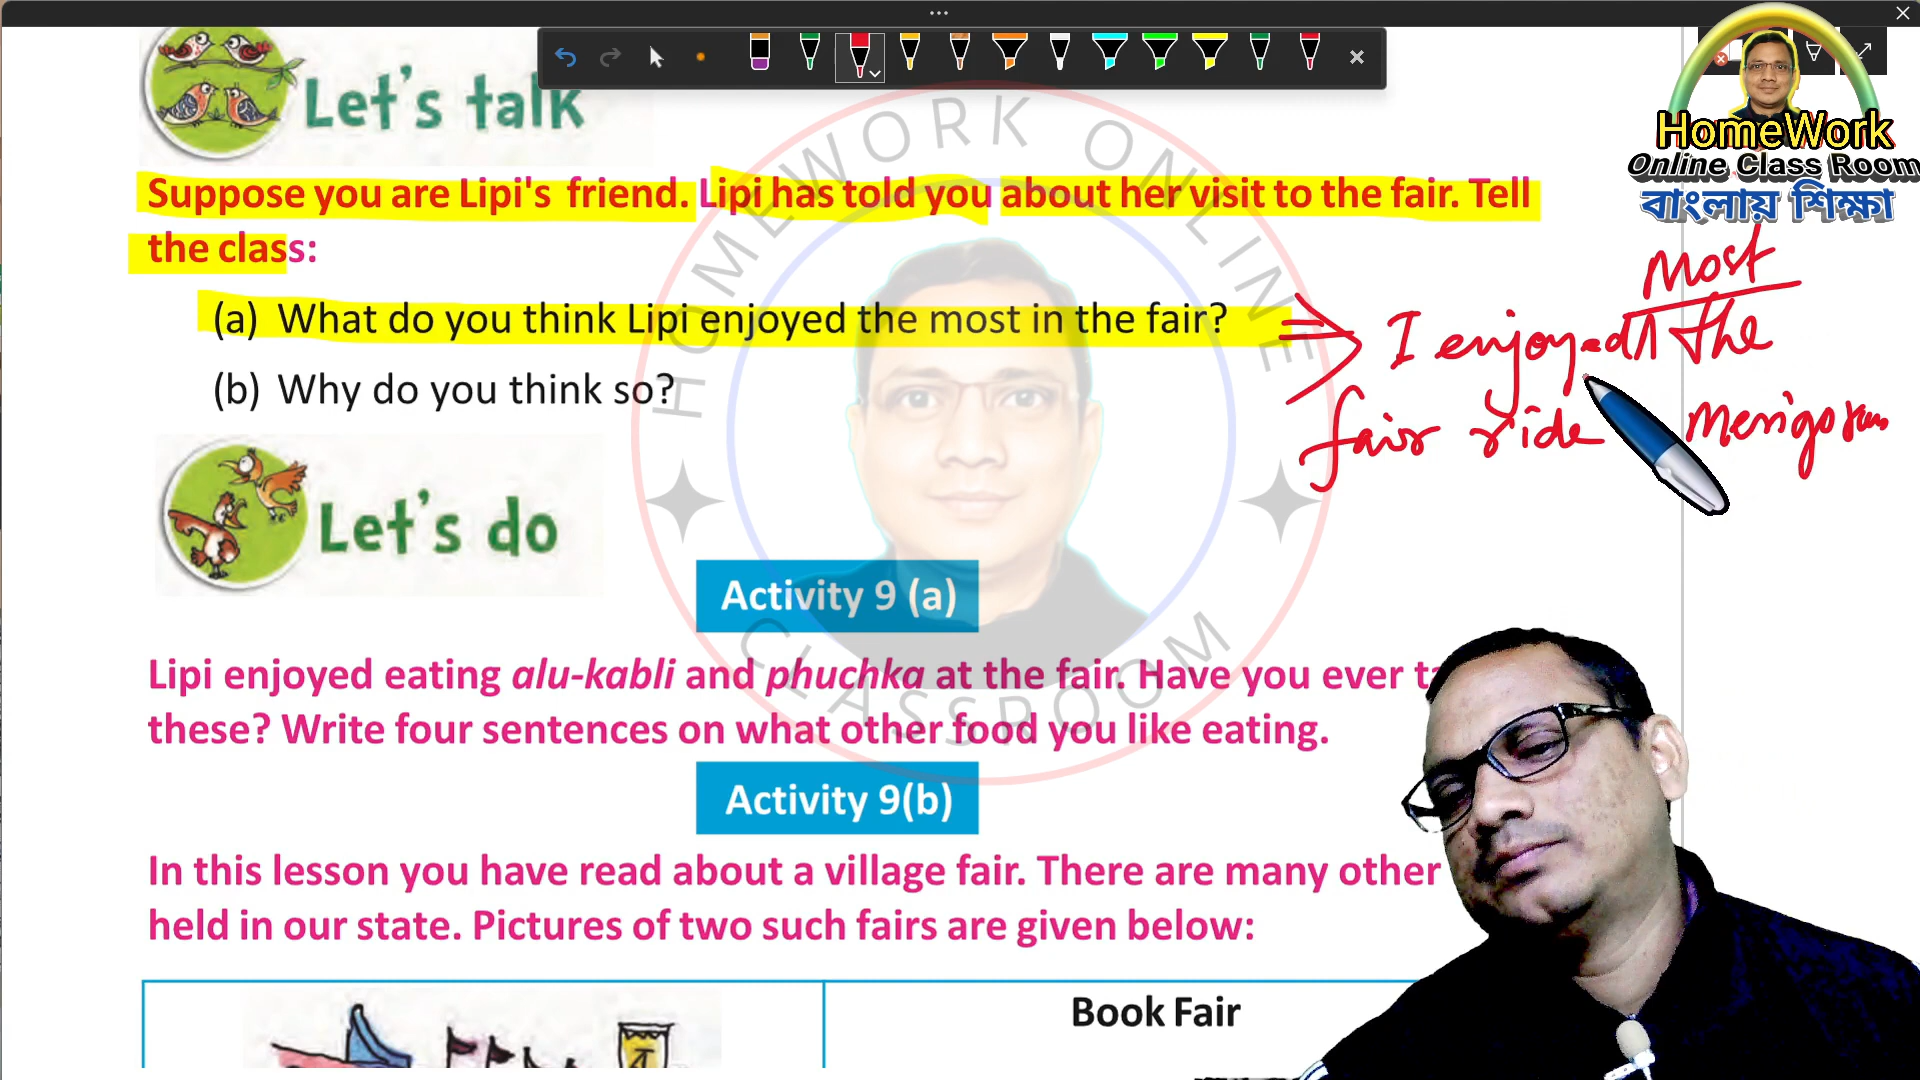 Let's talk
HomeWork
Online Class Room
বাংলায় শিক্ষা
Suppose you are Lipi's friend. Lipi has told you about her visit to the fair. Tell
the class:
(a) What do you think Lipi enjoyed the most in the fair?
(b) Why do you think so?
Most
I enjoyed the
fair ride
Let's do
Activity 9 (a)
Lipi enjoyed eating alu-kabli and phuchka at the fair. Have you ever
these? Write four sentences on what other food you like eating.
Activity 9(b)
In this lesson you have read about a village fair. There are many other
held in our state. Pictures of two such fairs are given below:
Book Fair
HOMEWORK ONLINE
CLASSROOM